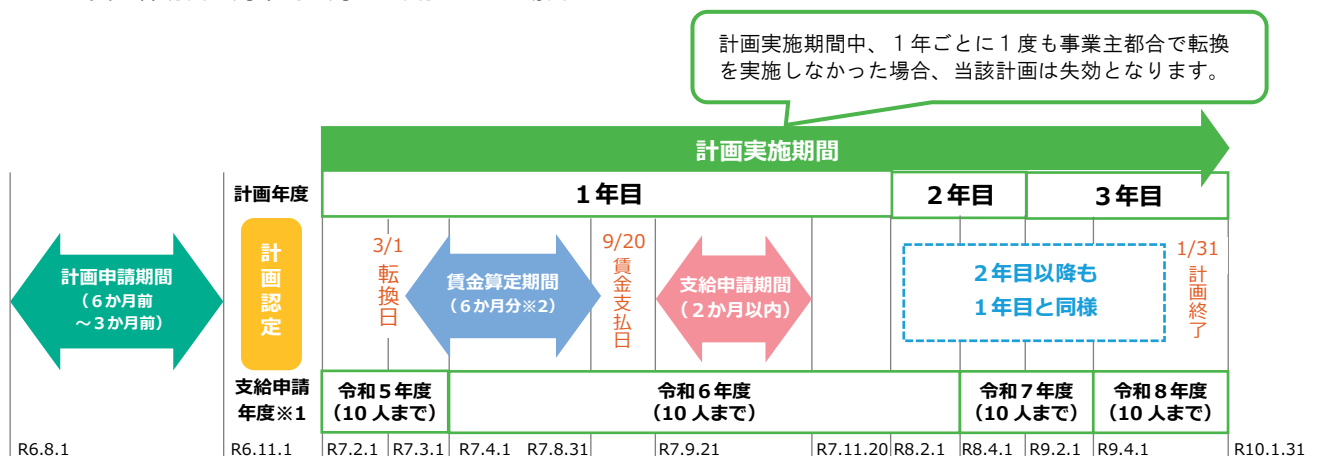 計画実施期間中、1年ごとに1度も事業主都合で転換
を実施しなかった場合、当該計画は失効となります。
計画実施期間
計画年度
1年目
2年目
3年目
計画申請期間
(6か月前
~3か月前)
計画認定
3/1
転換日
賃金算定期間
(6か月分※2)
9/20
賃金支払日
支給申請期間
(2か月以内)
2年目以降も
1年目と同様
1/31
計画終了
支給申請
年度※1
令和5年度
(10 人まで)
令和6年度
(10 人まで)
令和7年度
(10 人まで)
令和8年度
(10 人まで)
R6.8.1
R6.11.1
R7.2.1
R7.3.1
R7.4.1
R7.8.31
R7.9.21
R7.11.20
R8.2.1
R8.4.1
R9.2.1
R9.4.1
R10.1.31